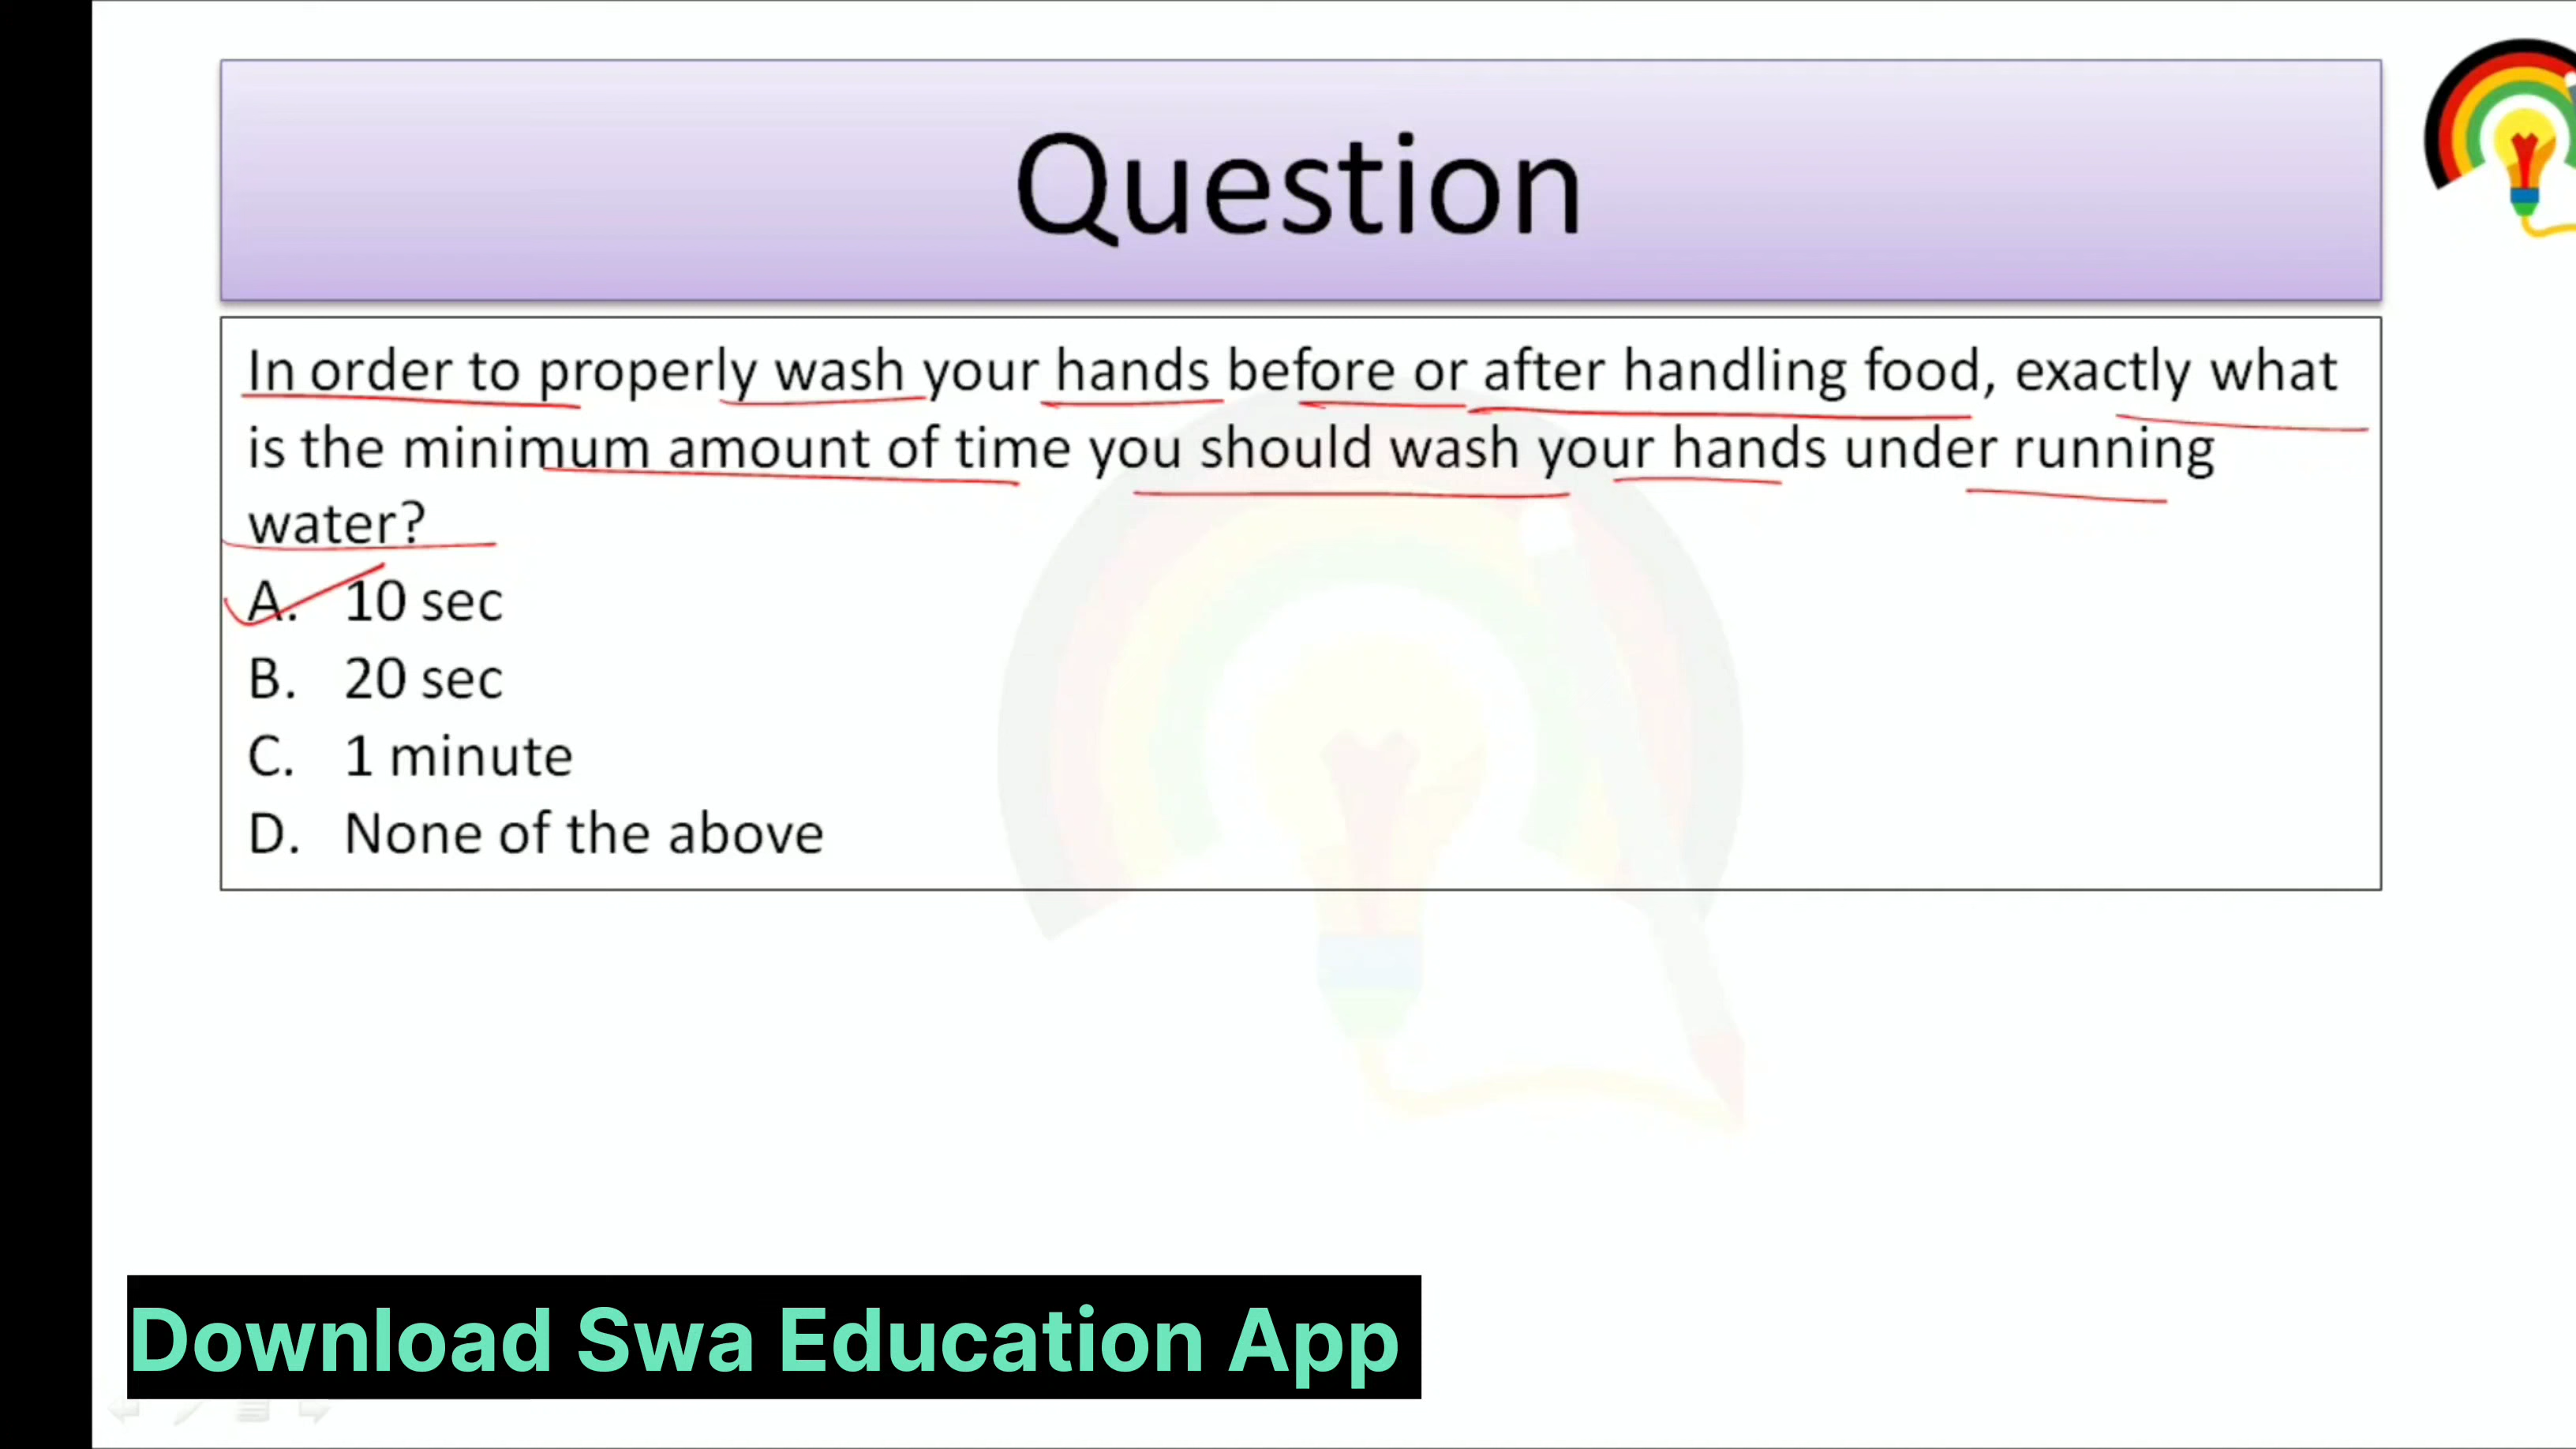 Question
In order to properly wash your hands before or after handling food, exactly what
is the minimum amount of time you should wash your hands under running
water?
A. 10 sec
B. 20 sec
C. 1 minute
D. None of the above
Download Swa Education App